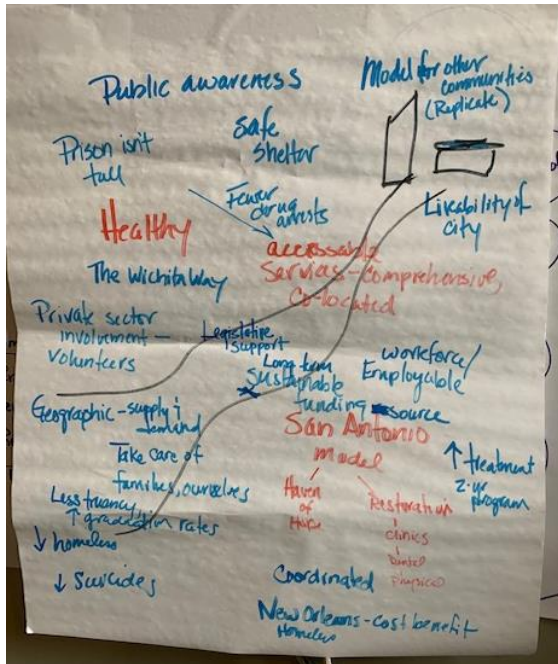 Public awareness
Model for other
communities
(Replicate)
Safe
Shelter
Prison isn't
full
Fewer
drug
arrests
Livability of
city
Healthy
accessable
Services-comprehensive,
Co-located
The Wichita Way
Private sector
involvement -
volunteers
Legislative
support
workforce/
Employable
Long-term
Sustainable
funding source
Geographic-supply &
demand
San Antonio
model
Take care of
families, ourselves
↑ treatment
2-yr
program
Less truancy,
↑ graduation rates
Haven
of
Hope
Restoration
clinics
Dental
physical
↓ homeless
↓ Suicides
Coordinated
New Orleans-cost benefit
Homeless